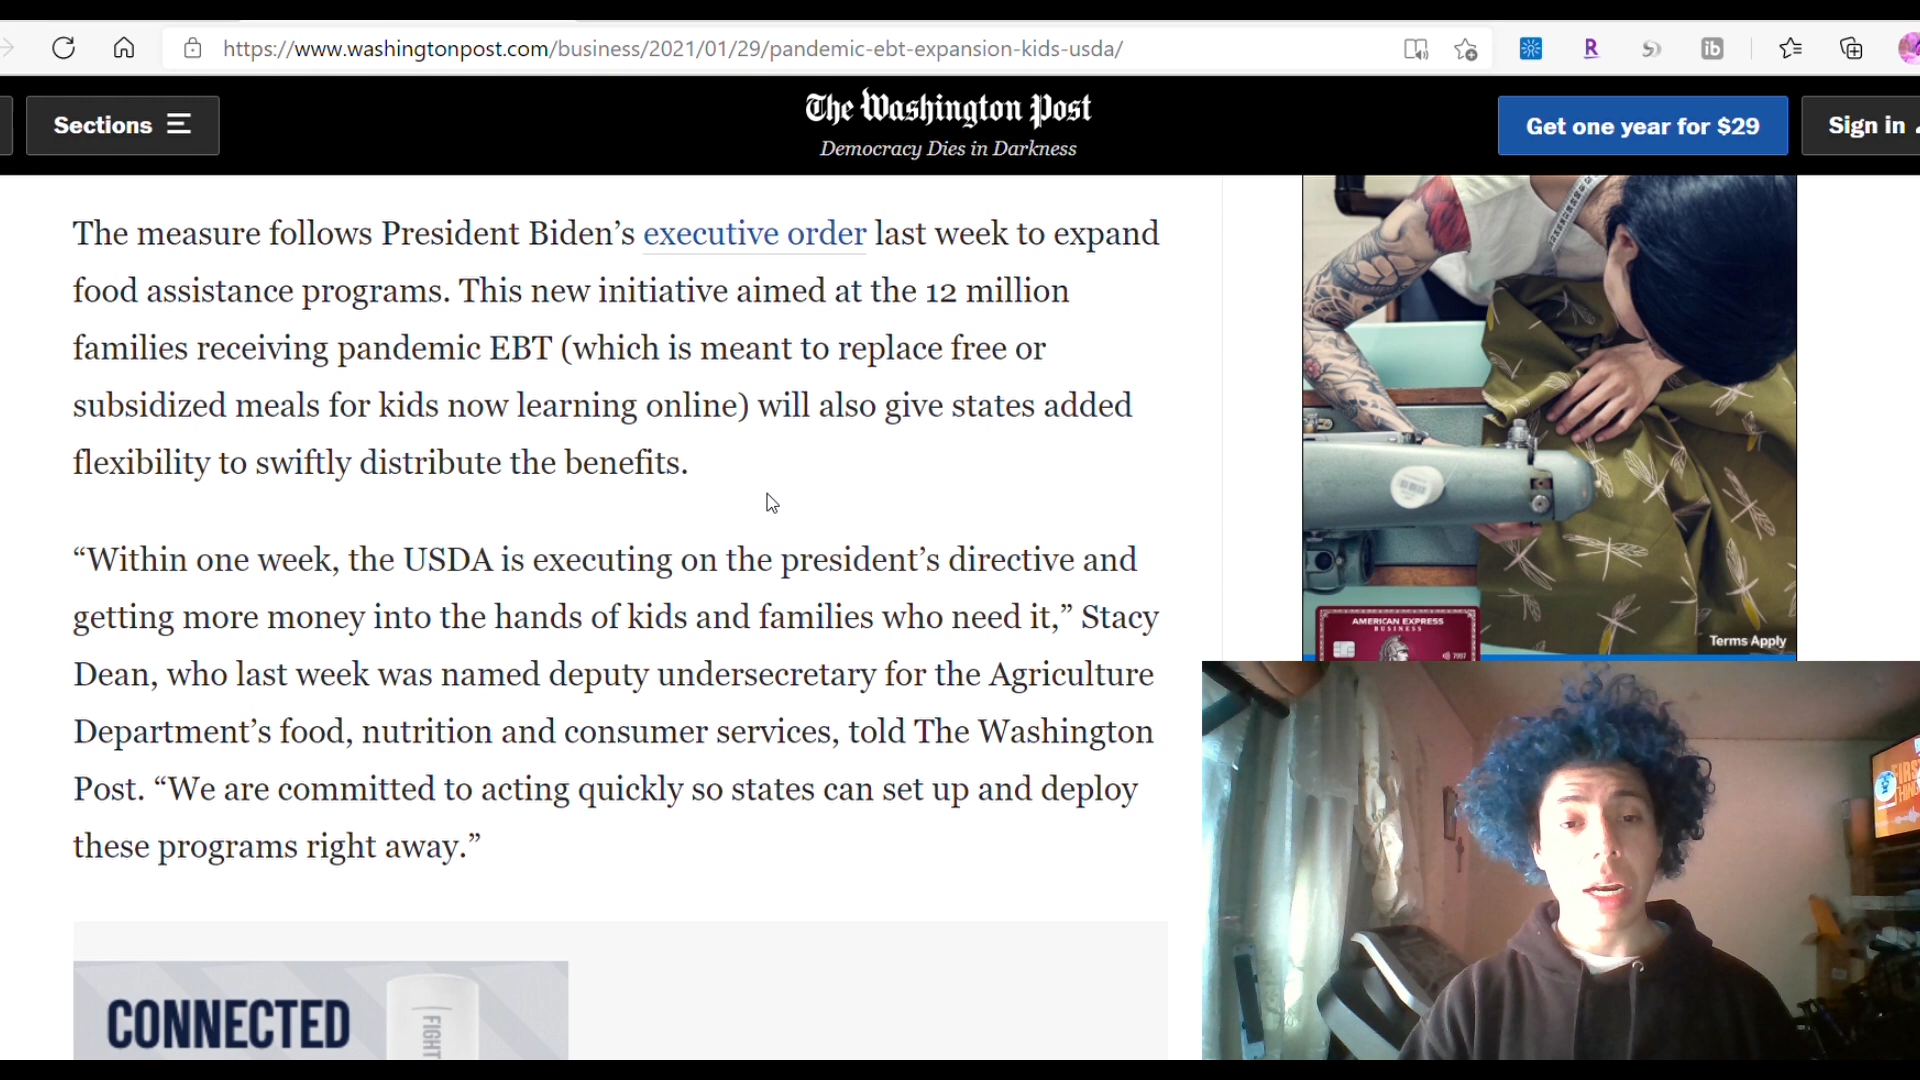 https://www.washingtonpost.com/business/2021/01/29/pandemic-ebt-expansion-kids-usda/
R
ib
Sections
The Washington Post
Democracy Dies in Darkness
Get one year for $29
Sign in
The measure follows President Biden’s executive order last week to expand
food assistance programs. This new initiative aimed at the 12 million
families receiving pandemic EBT (which is meant to replace free or
subsidized meals for kids now learning online) will also give states added
flexibility to swiftly distribute the benefits.
“Within one week, the USDA is executing on the president’s directive and
getting more money into the hands of kids and families who need it,” Stacy
Dean, who last week was named deputy undersecretary for the Agriculture
Department’s food, nutrition and consumer services, told The Washington
Post. “We are committed to acting quickly so states can set up and deploy
these programs right away.”
AMERICAN EXPRESS
BUSINESS
Terms Apply
CONNECTED
FIGHT